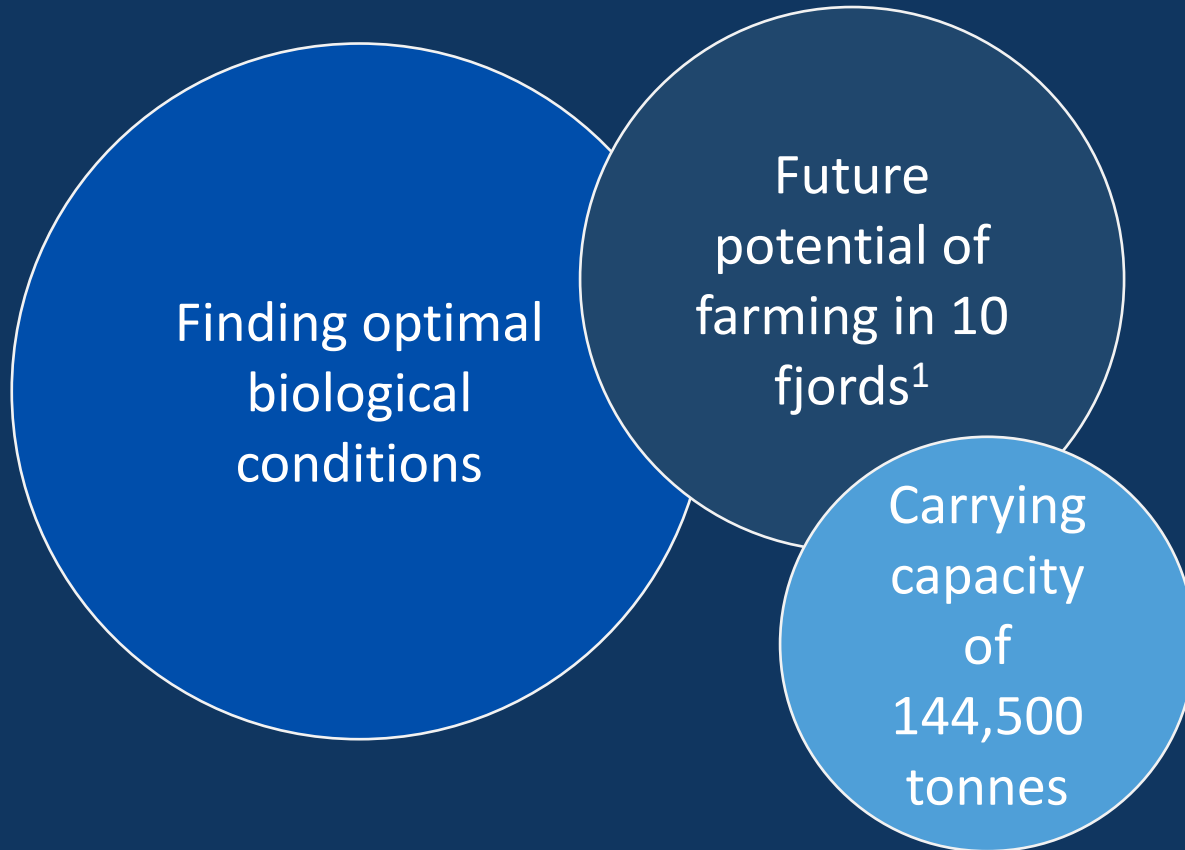 Finding optimal
biological
conditions
Future
potential of
farming in 10
fjords¹
Carrying
capacity
of
144,500
tonnes